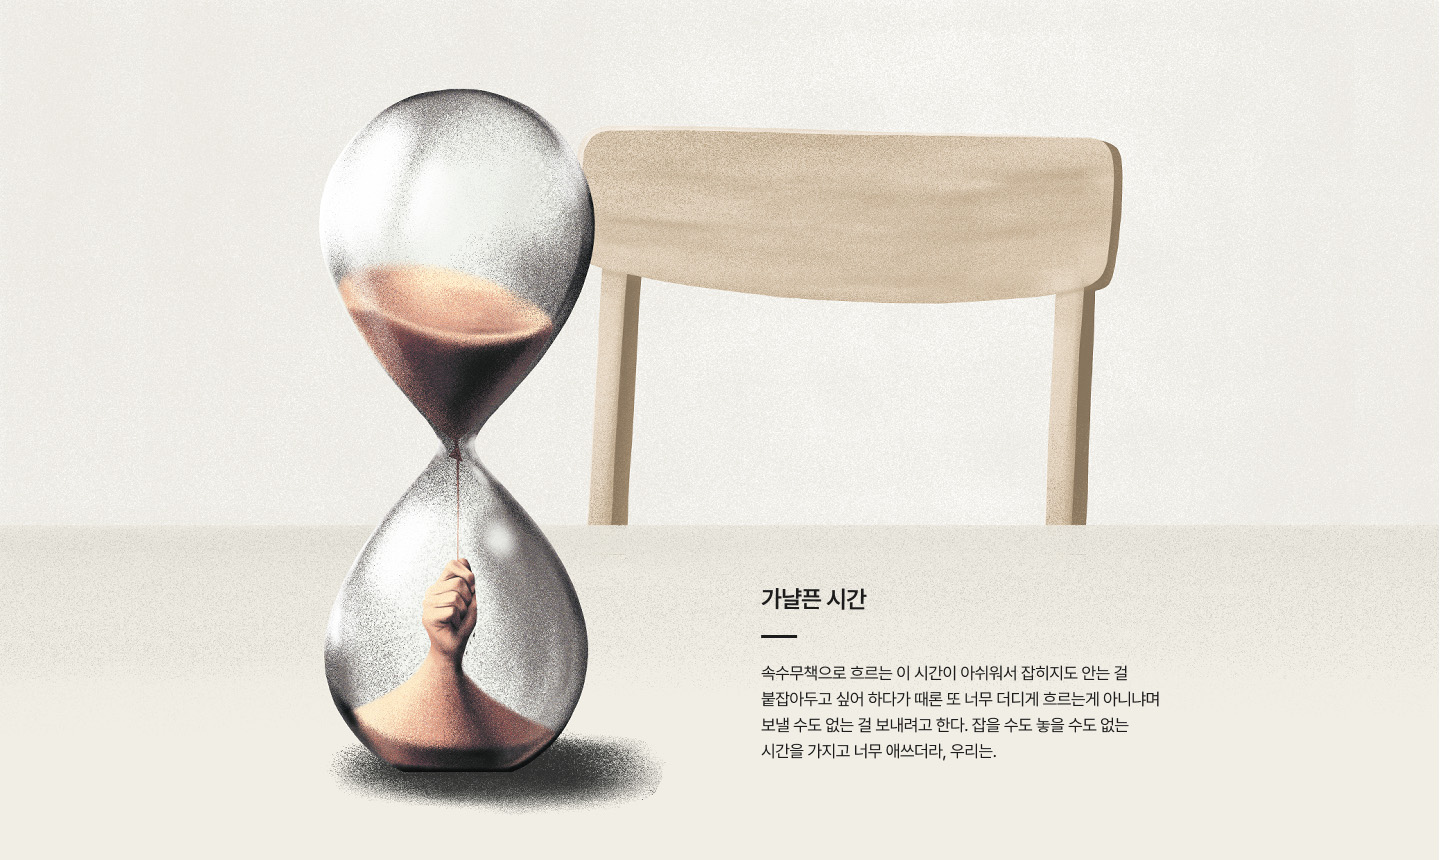 가냘픈 시간
속수무책으로 흐르는 이 시간이 아쉬워서 잡히지도 안는 걸
붙잡아두고 싶어 하다가 때론 또 너무 더디게 흐르는게 아니냐며
보낼 수도 없는 걸 보내려고 한다. 잡을 수도 놓을 수도 없는
시간을 가지고 너무 애쓰더라, 우리는.